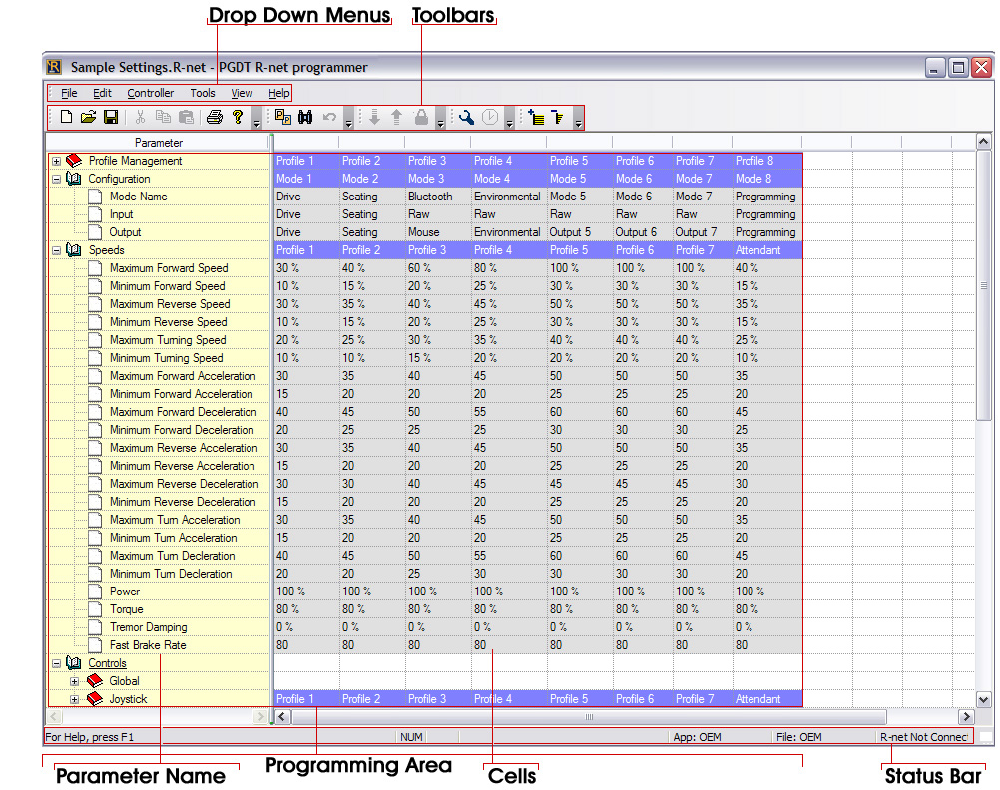 Drop Down Menus Toolbars
Sample Settings.R-net - PGDT R-net programmer
File Edit Controller Tools View Help
Parameter
Profile Management Profile 1 Profile 2 Profile 3 Profile 4 Profile 5 Profile 6 Profile 7 Profile 8
Configuration Mode 1 Mode 2 Mode 3 Mode 4 Mode 5 Mode 6 Mode 7 Mode 8
Mode Name Drive Seating Bluetooth Environmental Mode 5 Mode 6 Mode 7 Programming
Input Drive Seating Raw Raw Raw Raw Raw Programming
Output Drive Seating Mouse Environmental Output 5 Output 6 Output 7 Programming
Speeds Profile 1 Profile 2 Profile 3 Profile 4 Profile 5 Profile 6 Profile 7 Attendant
Maximum Forward Speed 30 % 40 % 60 % 80 % 100 % 100 % 100 % 40 %
Minimum Forward Speed 10 % 15 % 20 % 25 % 30 % 30 % 30 % 15 %
Maximum Reverse Speed 30 % 35 % 40 % 45 % 50 % 50 % 50 % 35 %
Minimum Reverse Speed 10 % 15 % 20 % 25 % 30 % 30 % 30 % 15 %
Maximum Turning Speed 20 % 25 % 30 % 35 % 40 % 40 % 40 % 25 %
Minimum Turning Speed 10 % 10 % 15 % 20 % 20 % 20 % 20 % 10 %
Maximum Forward Acceleration 30 35 40 45 50 50 50 35
Minimum Forward Acceleration 15 20 20 20 25 25 25 20
Maximum Forward Deceleration 40 45 50 55 60 60 60 45
Minimum Forward Deceleration 20 25 25 25 30 30 30 25
Maximum Reverse Acceleration 30 35 40 45 50 50 50 35
Minimum Reverse Acceleration 15 20 20 20 25 25 25 20
Maximum Reverse Deceleration 30 30 40 45 45 45 45 30
Minimum Reverse Deceleration 15 20 20 20 25 25 25 20
Maximum Turn Acceleration 30 35 40 45 50 50 50 35
Minimum Turn Acceleration 15 20 20 20 25 25 25 20
Maximum Turn Decleration 40 45 50 55 60 60 60 45
Minimum Turn Decleration 20 20 25 30 30 30 30 20
Power 100 % 100 % 100 % 100 % 100 % 100 % 100 % 100 %
Torque 80 % 80 % 80 % 80 % 80 % 80 % 80 % 80 %
Tremor Damping 0 % 0 % 0 % 0 % 0 % 0 % 0 % 0 %
Fast Brake Rate 80 80 80 80 80 80 80 80
Controls
Global
Joystick Profile 1 Profile 2 Profile 3 Profile 4 Profile 5 Profile 6 Profile 7 Attendant
For Help, press F1 NUM App: OEM File: OEM R-net Not Connec
Parameter Name Programming Area Cells Status Bar